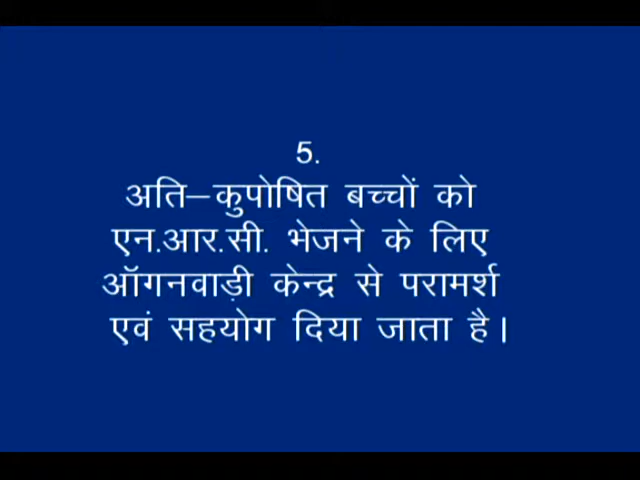 5.
अति–कुपोषित बच्चों को
एन.आर.सी. भेजने के लिए
ऑगनवाड़ी केन्द्र से परामर्श
एवं सहयोग दिया जाता है।